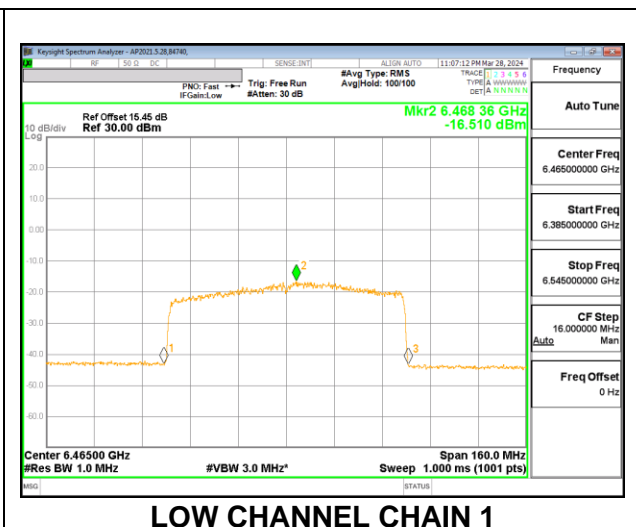 Keysight Spectrum Analyzer - AP2021.3-28,84740,
RF 50 Ω DC SENSE:INT ALIGN AUTO 11:07:12 PM Mar 28, 2024
PNO: Fast Trig: Free Run #Avg Type: RMS TRACE 1 2 3 4 5 6
IFGain:Low #Atten: 30 dB Avg|Hold: 100/100 TYPE A WWWWW
DET A N N N N N
Frequency
Ref Offset 15.45 dB Mkr2 6.468 36 GHz
10 dB/div Ref 30.00 dBm -16.510 dBm
Log
20.0
10.0
0.00
-10.0
-20.0
-30.0
-40.0
-50.0
-60.0
1
2
3
Center 6.46500 GHz Span 160.0 MHz
#Res BW 1.0 MHz #VBW 3.0 MHz* Sweep 1.000 ms (1001 pts)
MSG STATUS
Auto Tune
Center Freq
6.465000000 GHz
Start Freq
6.385000000 GHz
Stop Freq
6.545000000 GHz
CF Step
16.000000 MHz
Auto Man
Freq Offset
0 Hz
LOW CHANNEL CHAIN 1